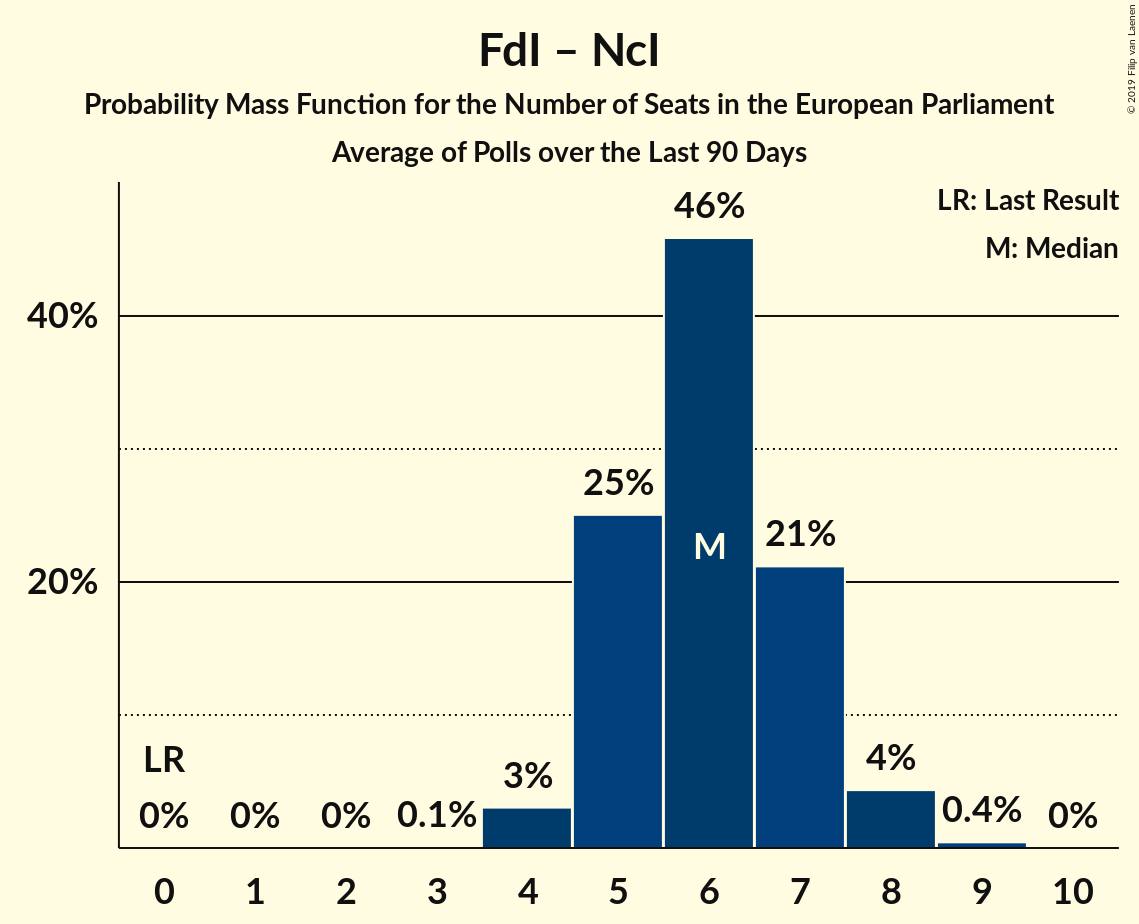 FdI – NcI
Probability Mass Function for the Number of Seats in the European Parliament
Average of Polls over the Last 90 Days
© 2019 Filip van Laenen
LR: Last Result
M: Median
46%
40%
25%
21%
M
20%
LR
0%
0%
0%
0.1%
3%
4%
0.4%
0%
0 1 2 3 4 5 6 7 8 9 10